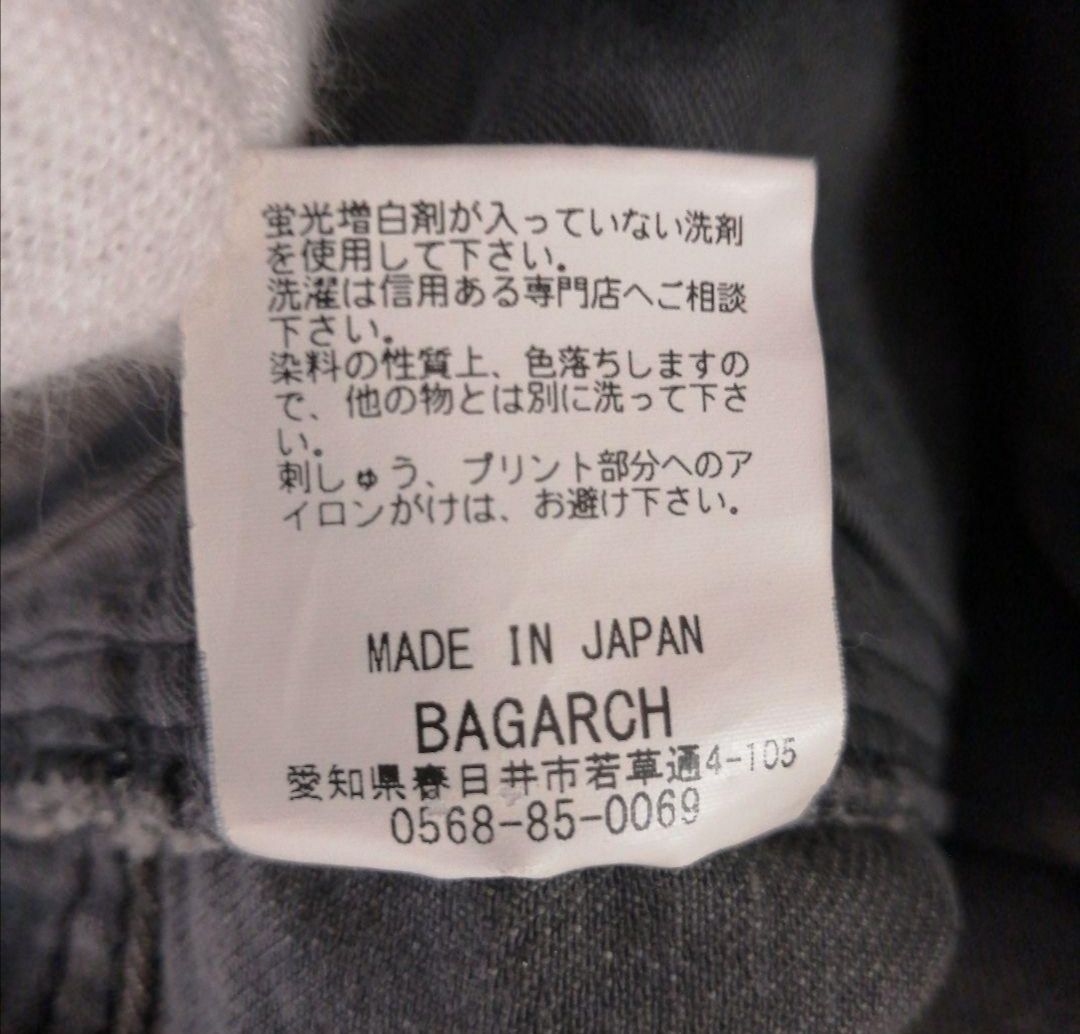 蛍光増白剤が入っていない洗剤
を使用して下さい。
洗濯は信用ある専門店へご相談
下さい。
染料の性質上、色落ちしますの
で、他の物とは別に洗って下さ
い。
刺しゅう、プリント部分へのア
イロンがけは、お避け下さい。
MADE IN JAPAN
BAGARCH
愛知県春日井市若草通4-105
0568-85-0069